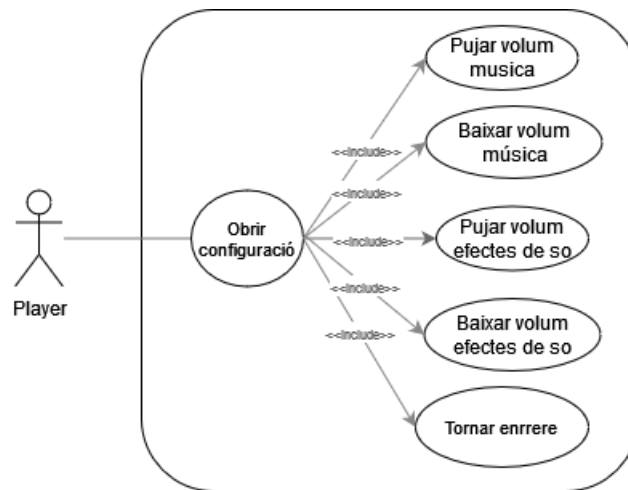 Pujar volum
musica
Baixar volum
música
<<include>>
<<include>>
Obrir
configuració
<<include>>
Pujar volum
efectes de so
<<include>>
Baixar volum
efectes de so
Player
<<include>>
Tornar enrrere